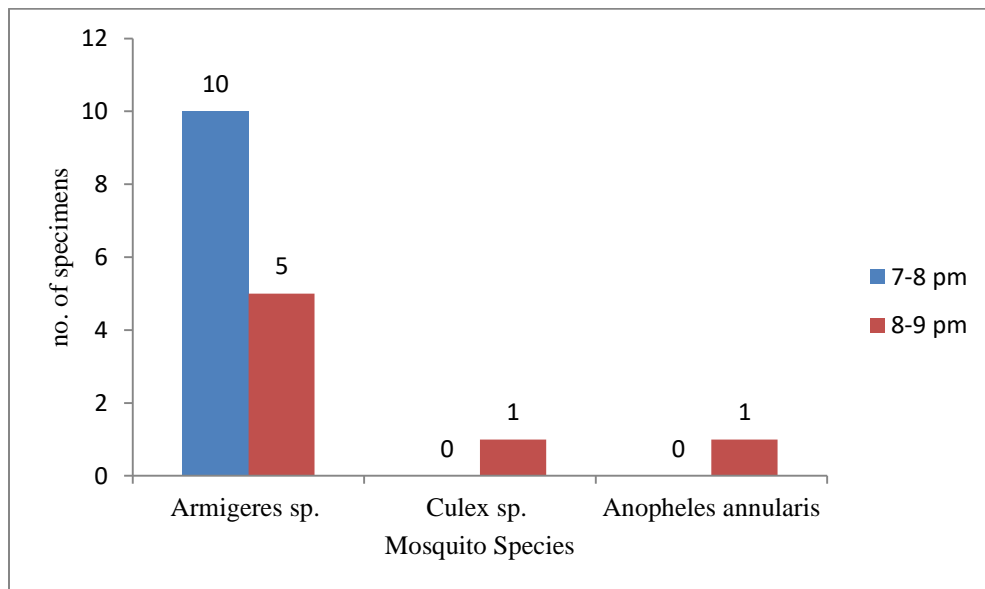 12
10
8
6
4
2
0
no. of specimens
10
5
0
1
0
1
Armigeres sp.
Culex sp.
Anopheles annularis
Mosquito Species
7-8 pm
8-9 pm